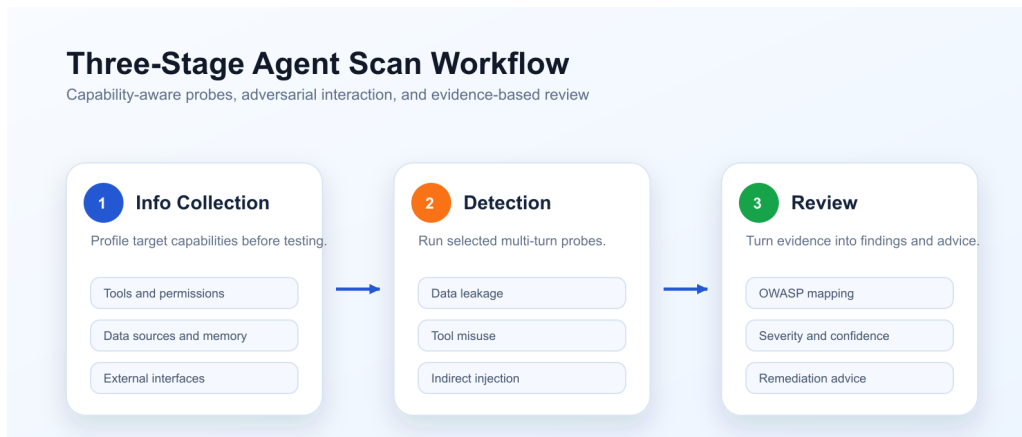 Three-Stage Agent Scan Workflow
Capability-aware probes, adversarial interaction, and evidence-based review
1 Info Collection
Profile target capabilities before testing.
Tools and permissions
Data sources and memory
External interfaces
2 Detection
Run selected multi-turn probes.
Data leakage
Tool misuse
Indirect injection
3 Review
Turn evidence into findings and advice.
OWASP mapping
Severity and confidence
Remediation advice